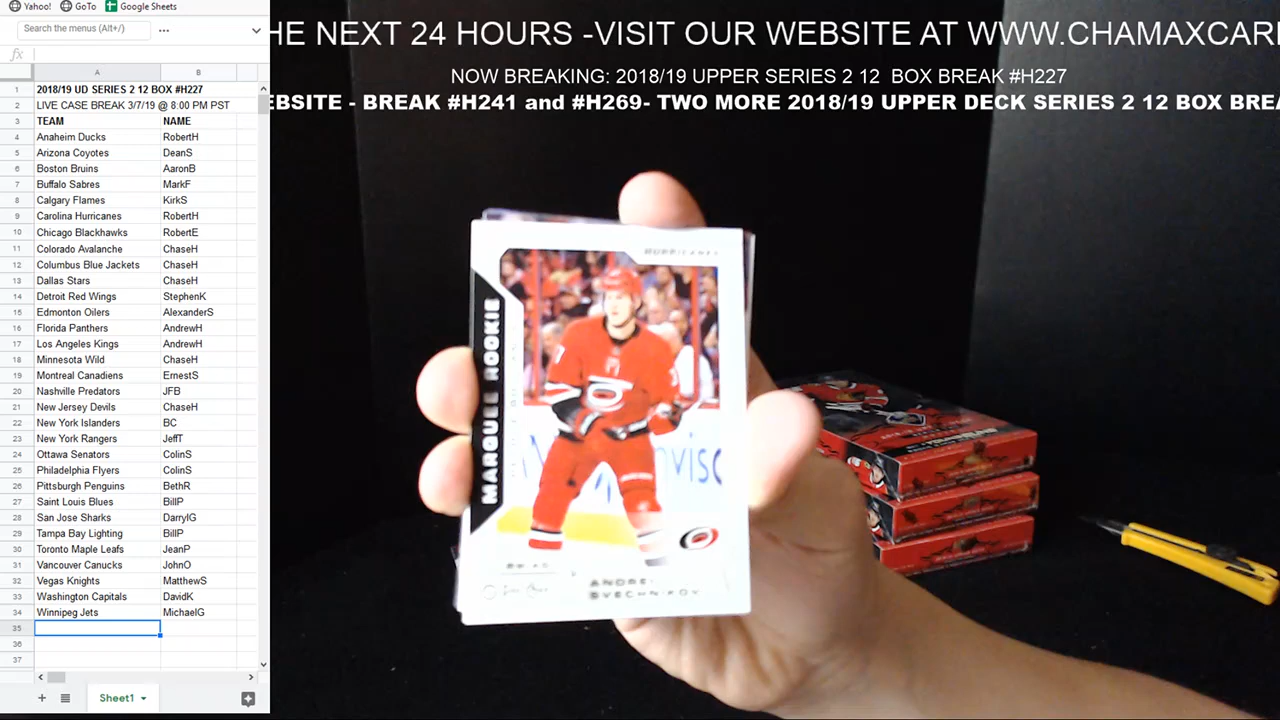 Yahoo!
GoTo
Google Sheets
Search the menus (Alt+/)
fx
A
B
1 2018/19 UD SERIES 2 12 BOX #H227
2 LIVE CASE BREAK 3/7/19 @ 8:00 PM PST
3 TEAM NAME
4 Anaheim Ducks RobertH
5 Arizona Coyotes DeanS
6 Boston Bruins AaronB
7 Buffalo Sabres MarkF
8 Calgary Flames KirkS
9 Carolina Hurricanes RobertH
10 Chicago Blackhawks RobertE
11 Colorado Avalanche ChaseH
12 Columbus Blue Jackets ChaseH
13 Dallas Stars ChaseH
14 Detroit Red Wings StephenK
15 Edmonton Oilers AlexanderS
16 Florida Panthers AndrewH
17 Los Angeles Kings AndrewH
18 Minnesota Wild ChaseH
19 Montreal Canadiens ErnestS
20 Nashville Predators JFB
21 New Jersey Devils ChaseH
22 New York Islanders BC
23 New York Rangers JeffT
24 Ottawa Senators ColinS
25 Philadelphia Flyers ColinS
26 Pittsburgh Penguins BethR
27 Saint Louis Blues BillP
28 San Jose Sharks DarrylG
29 Tampa Bay Lighting BillP
30 Toronto Maple Leafs JeanP
31 Vancouver Canucks JohnO
32 Vegas Knights MatthewS
33 Washington Capitals DavidK
34 Winnipeg Jets MichaelG
35
36
37
Sheet1
HE NEXT 24 HOURS -VISIT OUR WEBSITE AT WWW.CHAMAXCAR
NOW BREAKING: 2018/19 UPPER SERIES 2 12 BOX BREAK #H227
EBSITE - BREAK #H241 and #H269- TWO MORE 2018/19 UPPER DECK SERIES 2 12 BOX BREA
HURRICANES
MARQUEE ROOKIE
ANDREI
SVECHNIKOV